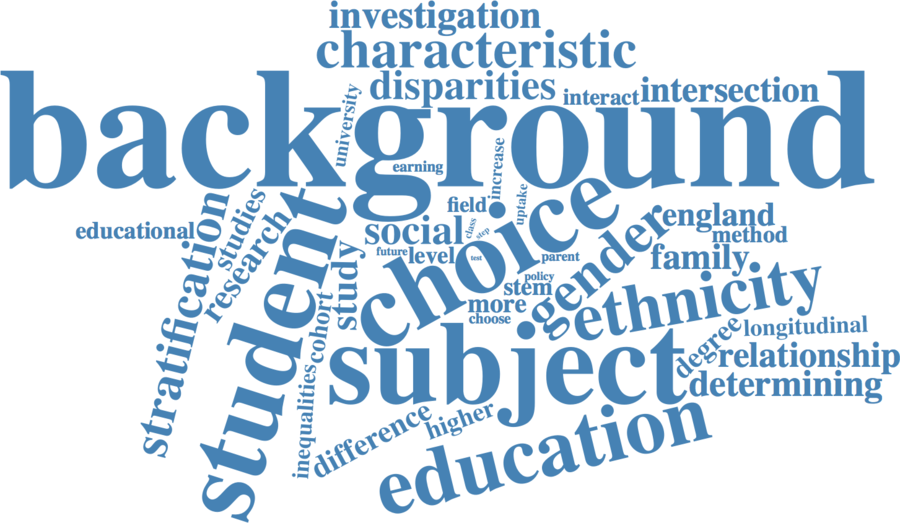 investigation
characteristic
disparities
interact
intersection
background
university
earning
increase
uptake
field
class
step
social
choice
england
method
educational
studies
research
stratification
student
study
future
level
test
parent
policy
stem
more
choose
gender
family
ethnicity
cohort
inequalities
subject
degree
longitudinal
relationship
determining
difference
higher
education